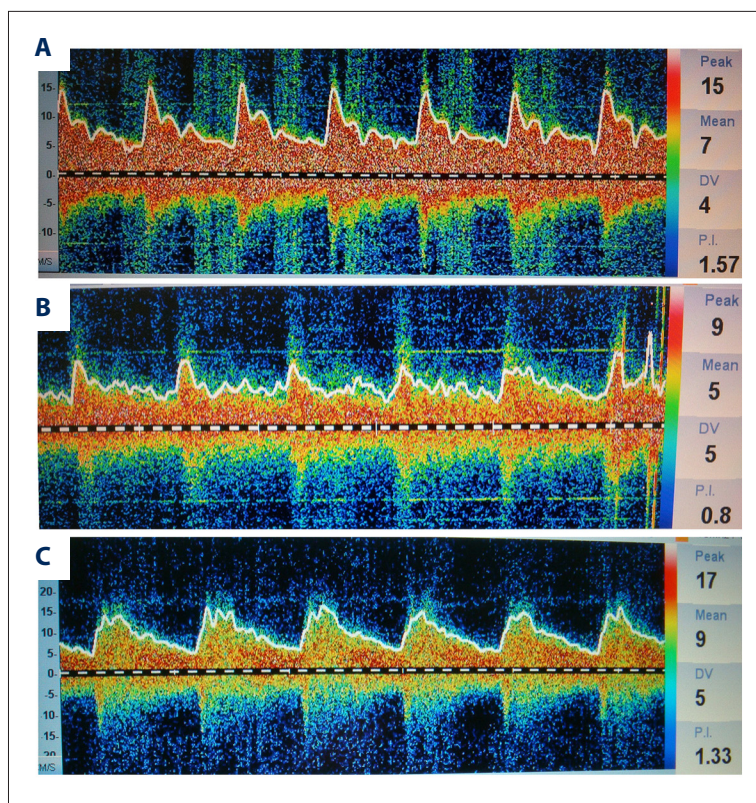 A
15-
10-
5-
0-
-5-
-10-
M/S
Peak
15
Mean
7
DV
4
P.I.
1.57
B
Peak
9
Mean
5
DV
5
P.I.
0.8
C
20-
15-
10-
5-
0-
-5-
-10-
-15-
-20
M/S
Peak
17
Mean
9
DV
5
P.I.
1.33